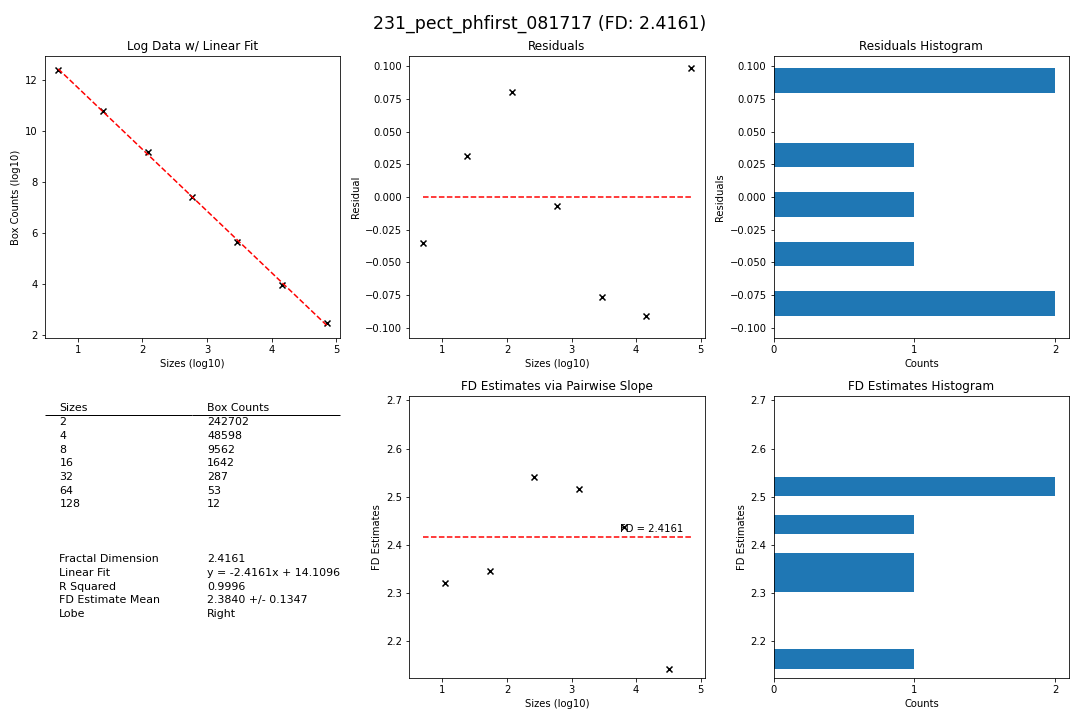 231_pect_phfirst_081717 (FD: 2.4161)
Log Data w/ Linear Fit
Box Counts (log10)
12
10
8
6
4
2
1 2 3 4 5
Sizes (log10)
Residuals
Residual
0.100
0.075
0.050
0.025
0.000
−0.025
−0.050
−0.075
−0.100
1 2 3 4 5
Sizes (log10)
Residuals Histogram
Residuals
0.100
0.075
0.050
0.025
0.000
−0.025
−0.050
−0.075
−0.100
0 1 2
Counts
Sizes Box Counts
2 242702
4 48598
8 9562
16 1642
32 287
64 53
128 12
Fractal Dimension 2.4161
Linear Fit y = -2.4161x + 14.1096
R Squared 0.9996
FD Estimate Mean 2.3840 +/- 0.1347
Lobe Right
FD Estimates via Pairwise Slope
FD Estimates
2.7
2.6
2.5
2.4
2.3
2.2
FD = 2.4161
1 2 3 4 5
Sizes (log10)
FD Estimates Histogram
FD Estimates
2.7
2.6
2.5
2.4
2.3
2.2
0 1 2
Counts